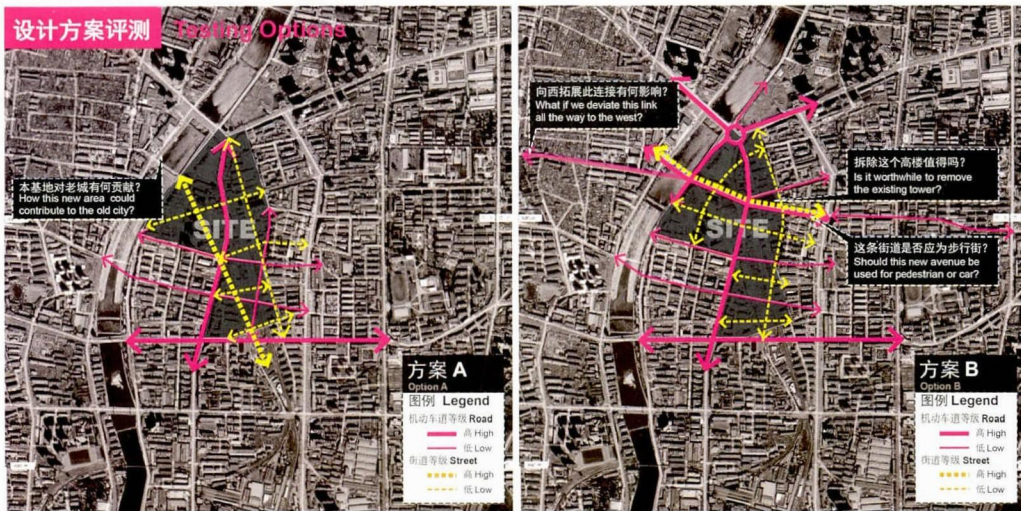 设计方案评测 Testing Options
本基地对老城有何贡献?
How this new area could
contribute to the old city?
SITE
方案 A
Option A
图例 Legend
机动车道等级 Road
高 High
低 Low
街道等级 Street
高 High
低 Low
向西拓展此连接有何影响?
What if we deviate this link
all the way to the west?
拆除这个高楼值得吗?
Is it worthwhile to remove
the existing tower?
SITE
这条街道是否应为步行街?
Should this new avenue be
used for pedestrian or car?
方案 B
Option B
图例 Legend
机动车道等级 Road
高 High
低 Low
街道等级 Street
高 High
低 Low